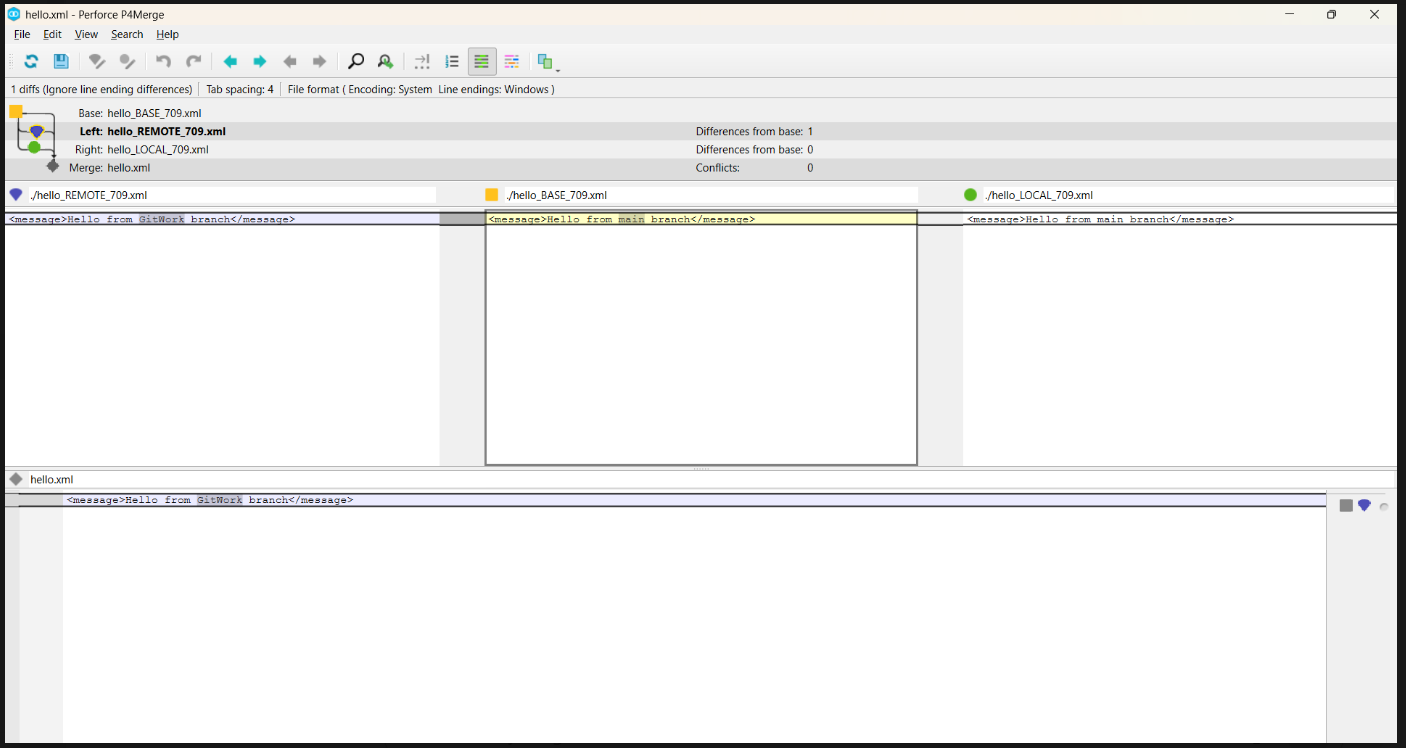 hello.xml - Perforce P4Merge
File Edit View Search Help
1 diffs (Ignore line ending differences) Tab spacing: 4 File format ( Encoding: System Line endings: Windows )
Base: hello_BASE_709.xml
Left: hello_REMOTE_709.xml Differences from base: 1
Right: hello_LOCAL_709.xml Differences from base: 0
Merge: hello.xml Conflicts: 0
./hello_REMOTE_709.xml ./hello_BASE_709.xml ./hello_LOCAL_709.xml
<message>Hello from GitWork branch</message> <message>Hello from main branch</message> <message>Hello from main branch</message>
hello.xml
<message>Hello from GitWork branch</message>